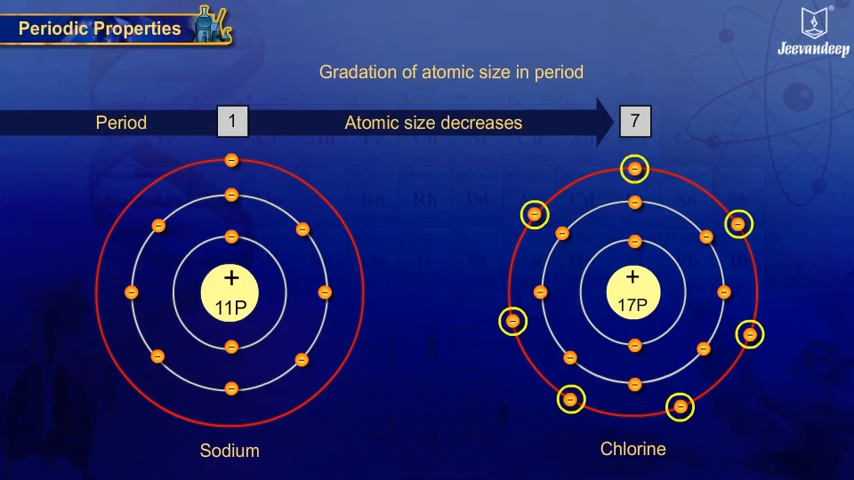 Periodic Properties
Jeevandeep
Gradation of atomic size in period
Period 1 Atomic size decreases 7
+
11P
+
17P
Sodium
Chlorine